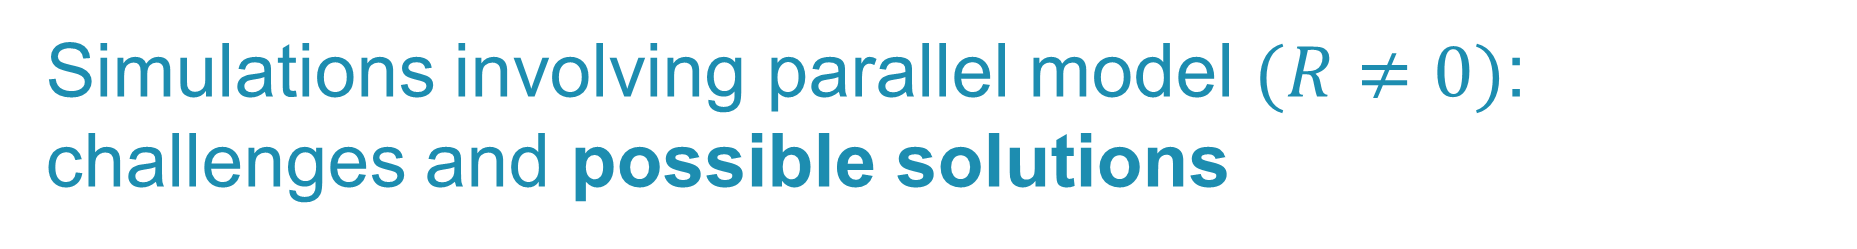 Simulations involving parallel model (𝑅 ≠ 0):
challenges and possible solutions